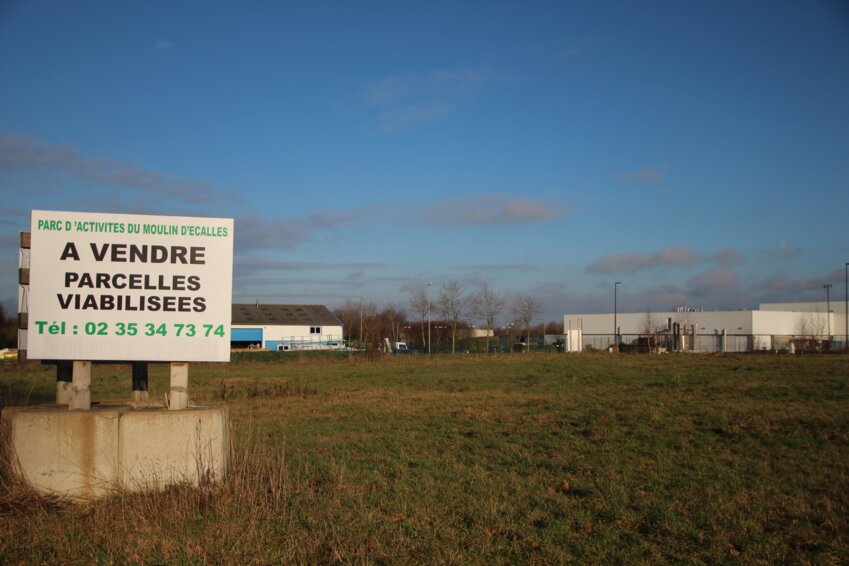 PARC D 'ACTIVITES DU MOULIN D'ECALLES
A VENDRE
PARCELLES
VIABILISEES
Tél : 02 35 34 73 74